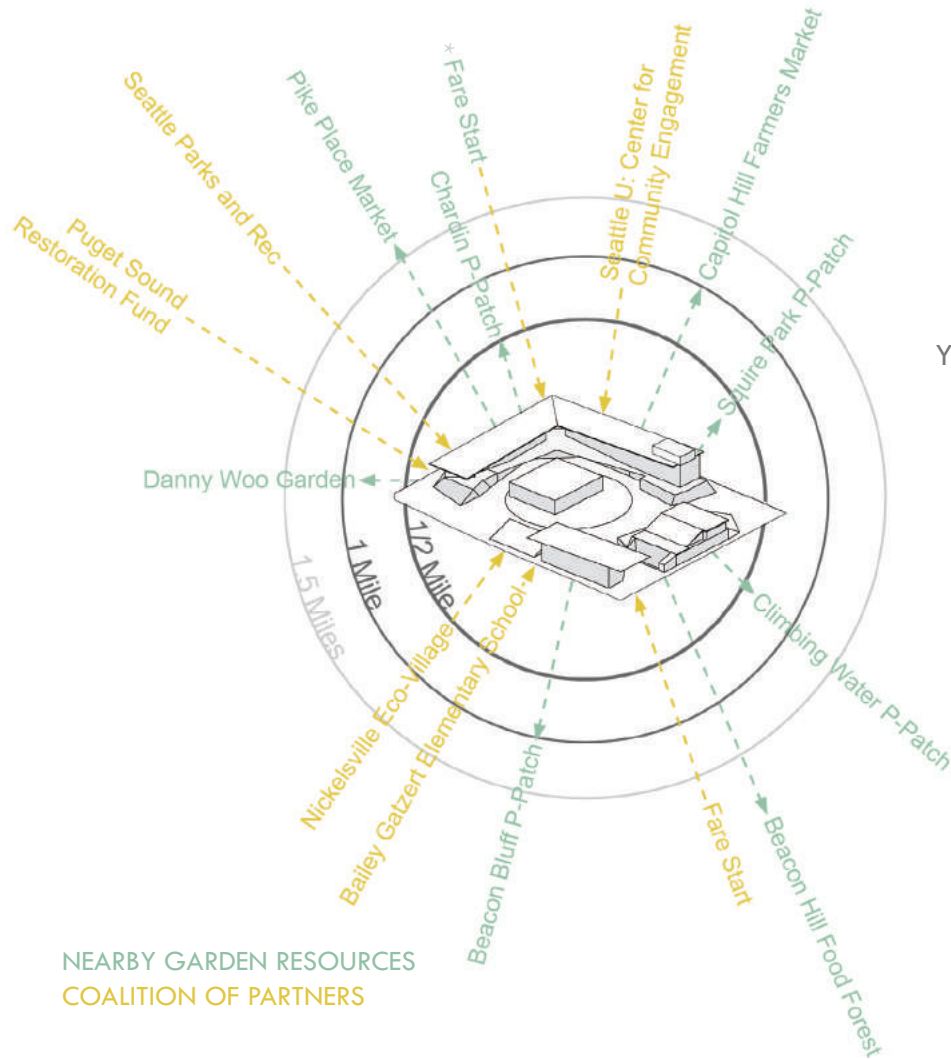 * Fare Start
Seattle U: Center for
Community Engagement
Capitol Hill Farmers Market
Pike Place Market
Seattle Parks and Rec
Chardin P-Patch
Puget Sound
Restoration Fund
Squire Park P-Patch
Y
Danny Woo Garden
1/2 Mile
1 Mile
1.5 Miles
Climbing Water P-Patch
Nickelsville Eco-Village
Bailey Gatzert Elementary School
Beacon Bluff P-Patch
Fare Start
Beacon Hill Food Forest
NEARBY GARDEN RESOURCES
COALITION OF PARTNERS